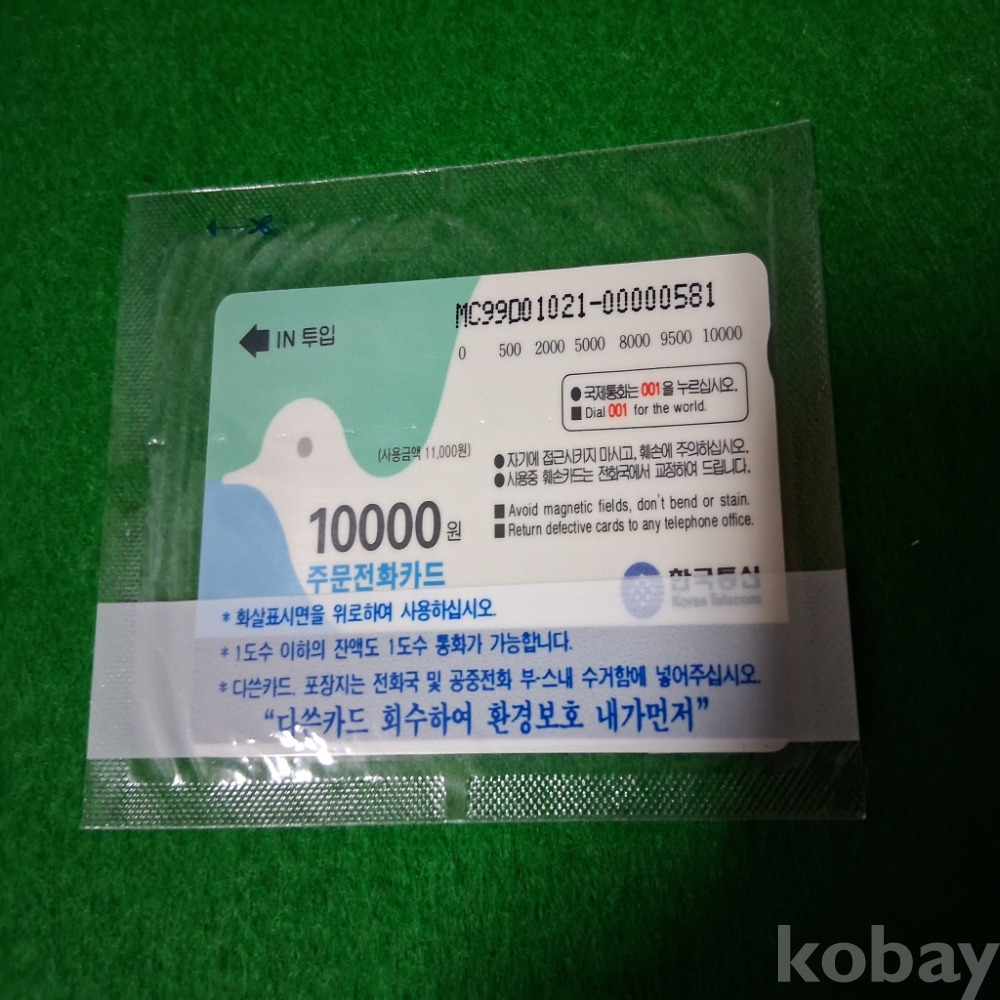 MC99D01021-00000581
IN 투입
0 500 2000 5000 8000 9500 10000
● 국제통화는 001을 누르십시오.
■ Dial 001 for the world.
(사용금액 11,000원)
● 자기에 접근시키지 마시고, 훼손에 주의하십시오.
● 사용중 훼손카드는 전화국에서 교정하여 드립니다.
10000원
■ Avoid magnetic fields, don't bend or stain.
■ Return defective cards to any telephone office.
주문전화카드
한국통신
Korea Telecom
* 화살표시면을 위로하여 사용하십시오.
* 1도수 이하의 잔액도 1도수 통화가 가능합니다.
* 다쓴카드, 포장지는 전화국 및 공중전화 부스내 수거함에 넣어주십시오.
“다쓴카드 회수하여 환경보호 내가먼저”
kobay